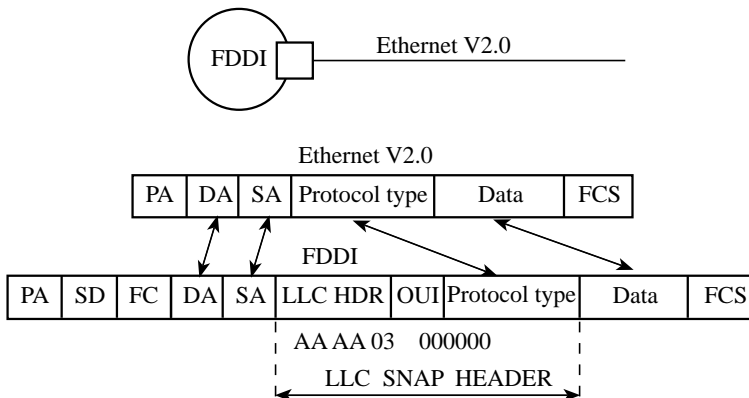 FDDI
Ethernet V2.0
Ethernet V2.0
PA DA SA Protocol type Data FCS
FDDI
PA SD FC DA SA LLC HDR OUI Protocol type Data FCS
AA AA 03 000000
LLC SNAP HEADER